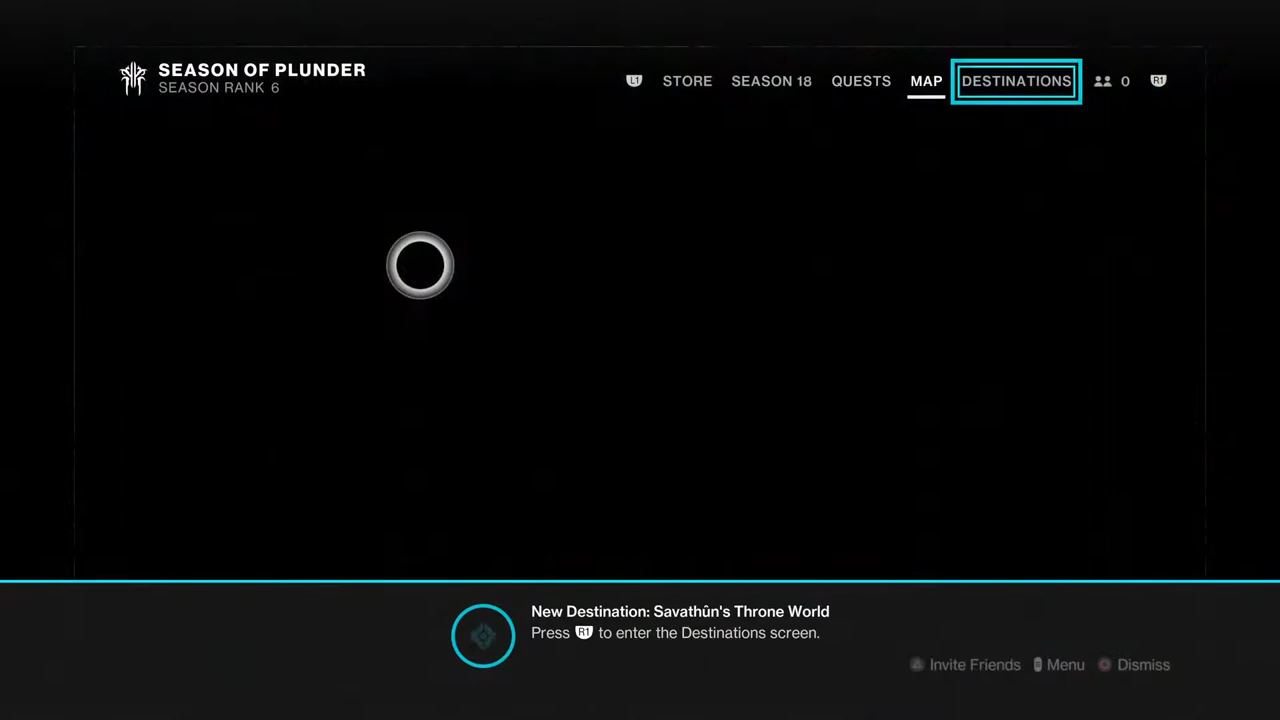 SEASON OF PLUNDER
SEASON RANK 6
L1 STORE SEASON 18 QUESTS MAP DESTINATIONS 0 R1
New Destination: Savathûn's Throne World
Press R1 to enter the Destinations screen.
Invite Friends Menu Dismiss